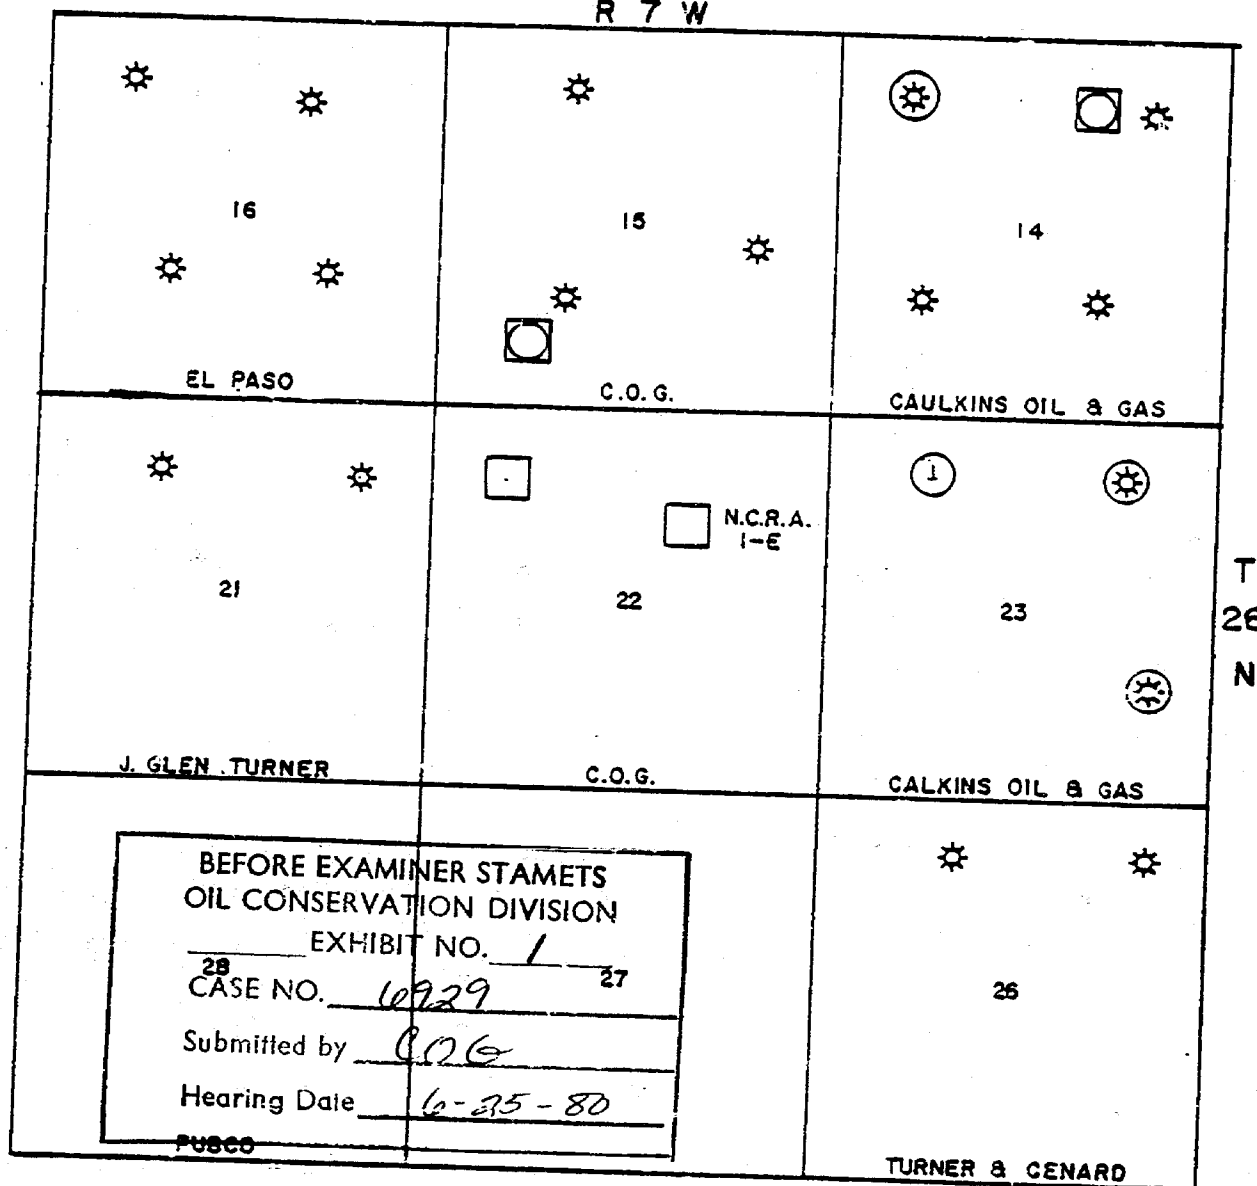 R 7 W
16
15
14
EL PASO
C.O.G.
CAULKINS OIL & GAS
1
N.C.R.A.
1-E
21
22
23
T
26
N
J. GLEN TURNER
C.O.G.
CALKINS OIL & GAS
BEFORE EXAMINER STAMETS
OIL CONSERVATION DIVISION
EXHIBIT NO. 1
28
27
CASE NO. 6929
Submitted by COG
Hearing Date 6-25-80
PUBCO
26
TURNER & GENARD